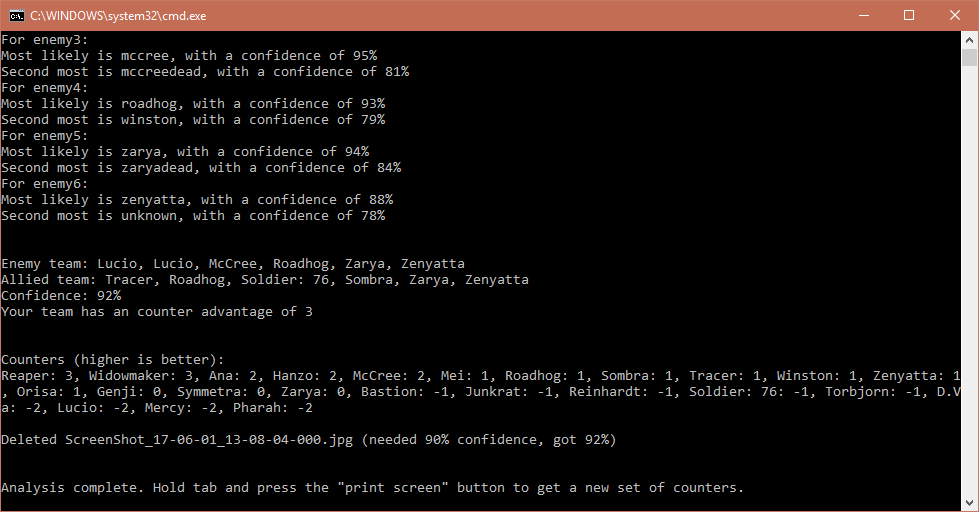 C:\WINDOWS\system32\cmd.exe
For enemy3:
Most likely is mccree, with a confidence of 95%
Second most is mccreedead, with a confidence of 81%
For enemy4:
Most likely is roadhog, with a confidence of 93%
Second most is winston, with a confidence of 79%
For enemy5:
Most likely is zarya, with a confidence of 94%
Second most is zaryadead, with a confidence of 84%
For enemy6:
Most likely is zenyatta, with a confidence of 88%
Second most is unknown, with a confidence of 78%
Enemy team: Lucio, Lucio, McCree, Roadhog, Zarya, Zenyatta
Allied team: Tracer, Roadhog, Soldier: 76, Sombra, Zarya, Zenyatta
Confidence: 92%
Your team has an counter advantage of 3
Counters (higher is better):
Reaper: 3, Widowmaker: 3, Ana: 2, Hanzo: 2, McCree: 2, Mei: 1, Roadhog: 1, Sombra: 1, Tracer: 1, Winston: 1, Zenyatta: 1
, Orisa: 1, Genji: 0, Symmetra: 0, Zarya: 0, Bastion: -1, Junkrat: -1, Reinhardt: -1, Soldier: 76: -1, Torbjorn: -1, D.V
a: -2, Lucio: -2, Mercy: -2, Pharah: -2
Deleted ScreenShot_17-06-01_13-08-04-000.jpg (needed 90% confidence, got 92%)
Analysis complete. Hold tab and press the "print screen" button to get a new set of counters.